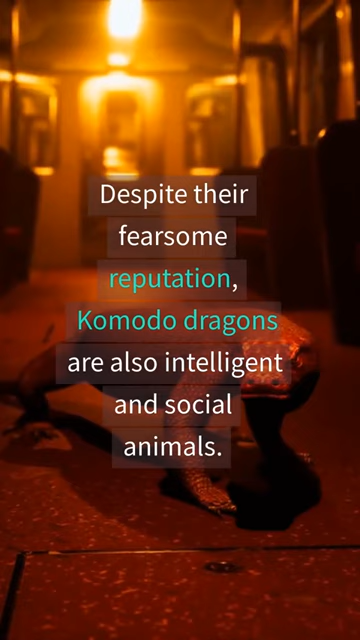 Despite their
fearsome
reputation,
Komodo dragons
are also intelligent
and social
animals.